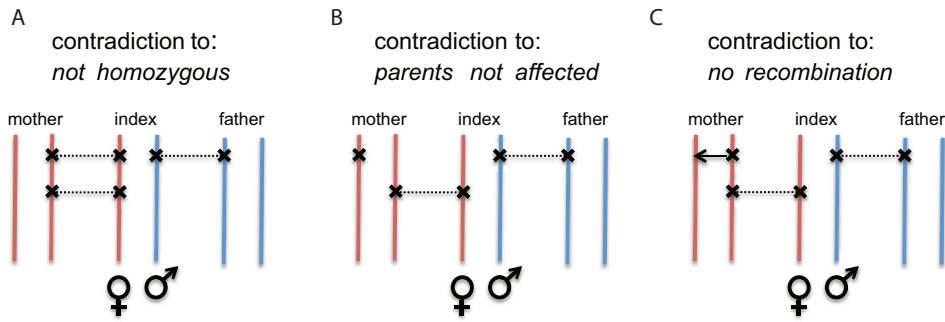 A
contradiction to:
not homozygous
mother index father
B
contradiction to:
parents not affected
mother index father
C
contradiction to:
no recombination
mother index father